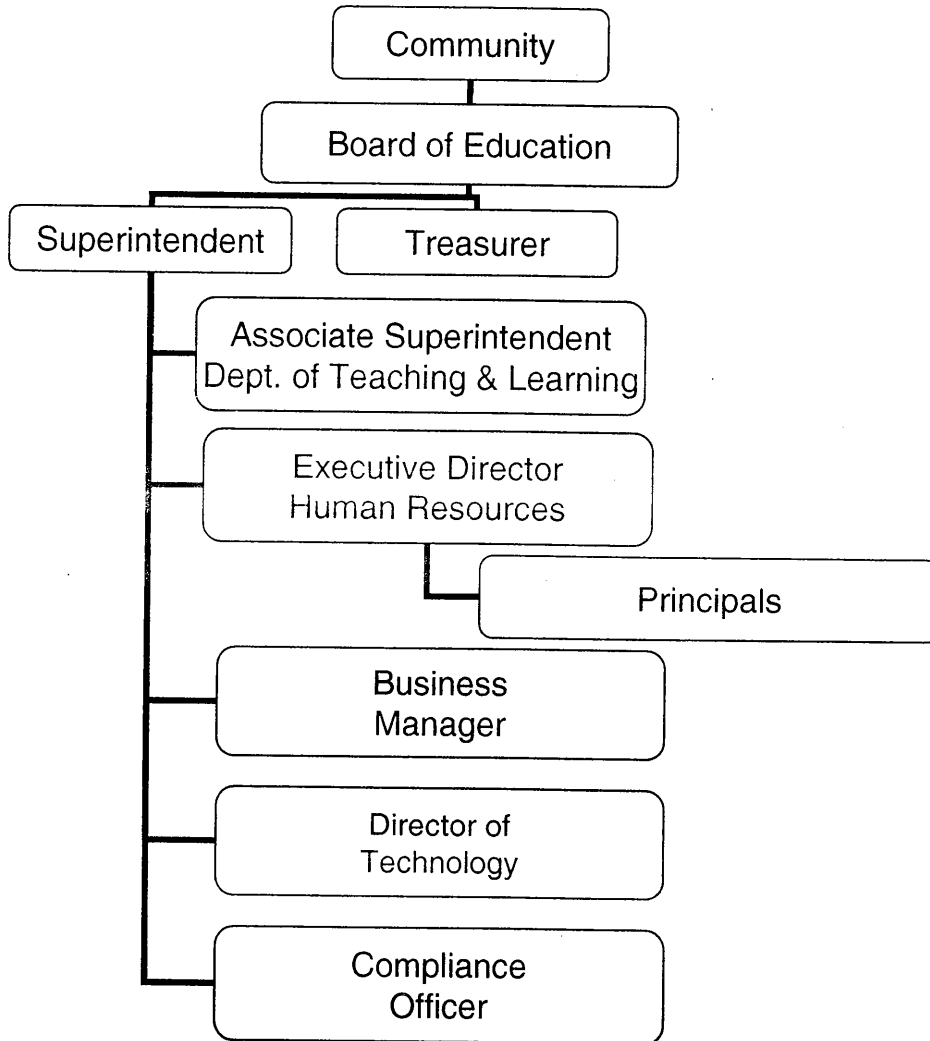 Community
Board of Education
Superintendent
Treasurer
Associate Superintendent
Dept. of Teaching & Learning
Executive Director
Human Resources
Principals
Business
Manager
Director of
Technology
Compliance
Officer